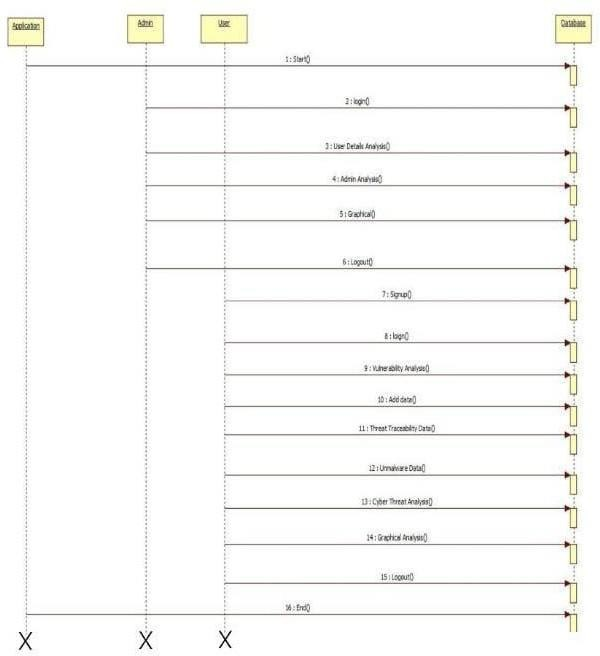 Application
Admin
User
Database
1 : Start()
2 : login()
3 : User Details Analysis()
4 : Admin Analysis()
5 : Graphical()
6 : Logout()
7 : Signup()
8 : loign()
9 : Vulnerability Analysis()
10 : Add data()
11 : Threat Traceability Data()
12 : Unmalware Data()
13 : Cyber Threat Analysis()
14 : Graphical Analysis()
15 : Logout()
16 : End()